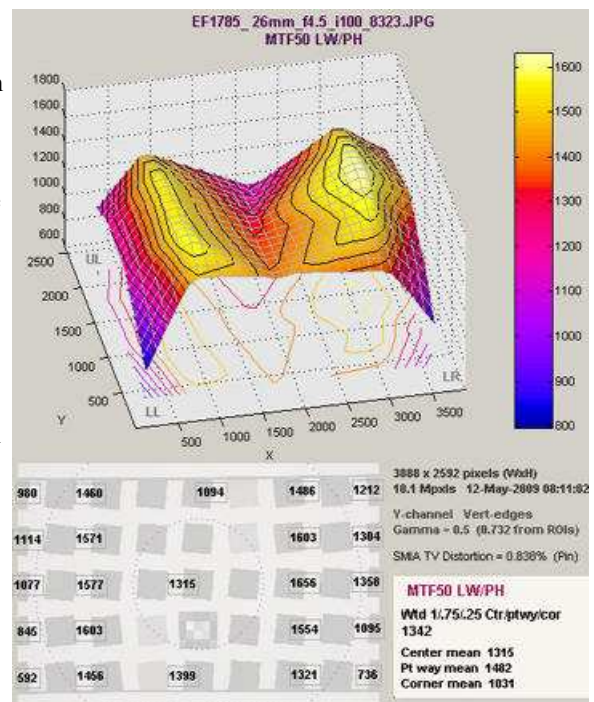 EF1785_ 26mm_f4.5_i100_8323.JPG
MTF50 LW/PH
1800
1600
1400
1200
1000
800
600
2500
2000
1500
1000
500
UL
LL
LR
Y
X
500
1000
1500
2000
2500
3000
3500
1600
1500
1400
1300
1200
1100
1000
900
800
980 1460 1094 1486 1212
1114 1571 1603 1384
1077 1577 1315 1656 1358
845 1603 1554 1095
592 1456 1399 1321 736
3888 x 2592 pixels (WxH)
10.1 Mpxls 12-May-2009 08:11:02
Y-channel Vert-edges
Gamma = 0.5 (0.732 from ROIs)
SMIA TV Distortion = 0.836% (Pin)
MTF50 LW/PH
Wtd 1/.75/.25 Ctr/ptwy/cor
1342
Center mean 1315
Pt way mean 1482
Corner mean 1031